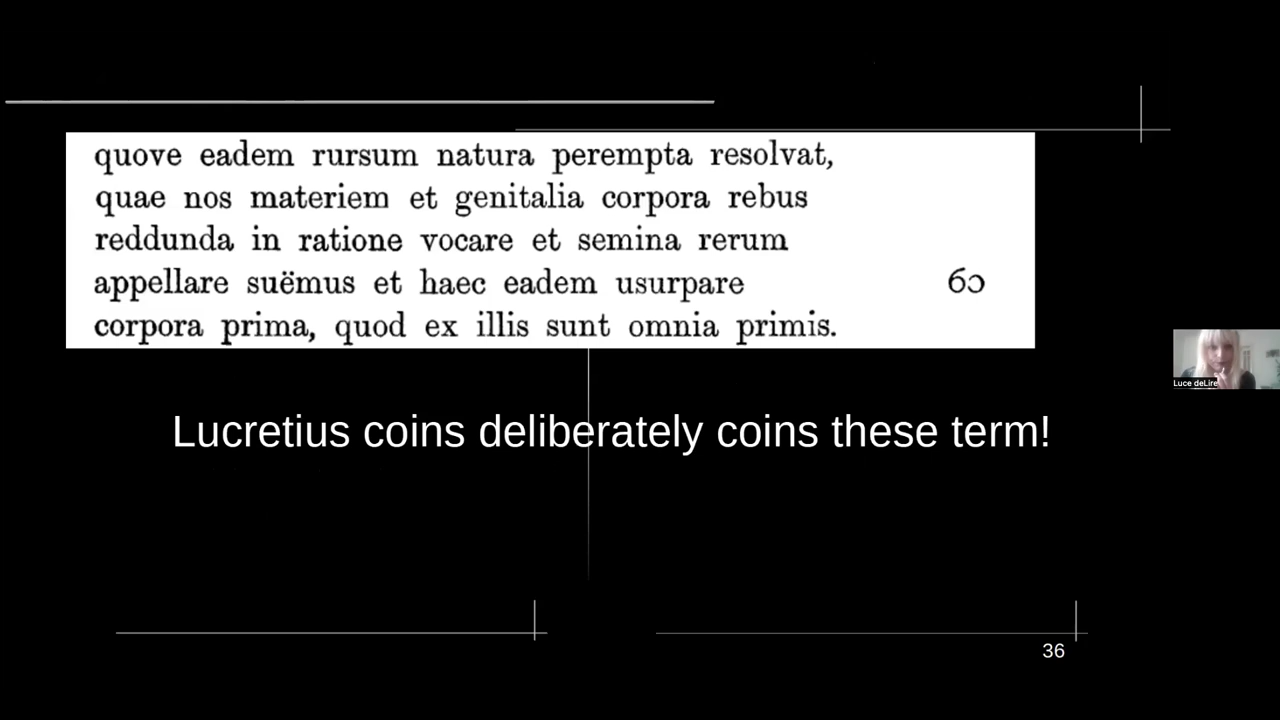 quove eadem rursum natura perempta resolvat,
quae nos materiem et genitalia corpora rebus
reddunda in ratione vocare et semina rerum
appellare suëmus et haec eadem usurpare 60
corpora prima, quod ex illis sunt omnia primis.
Luce deLire
Lucretius coins deliberately coins these term!
36